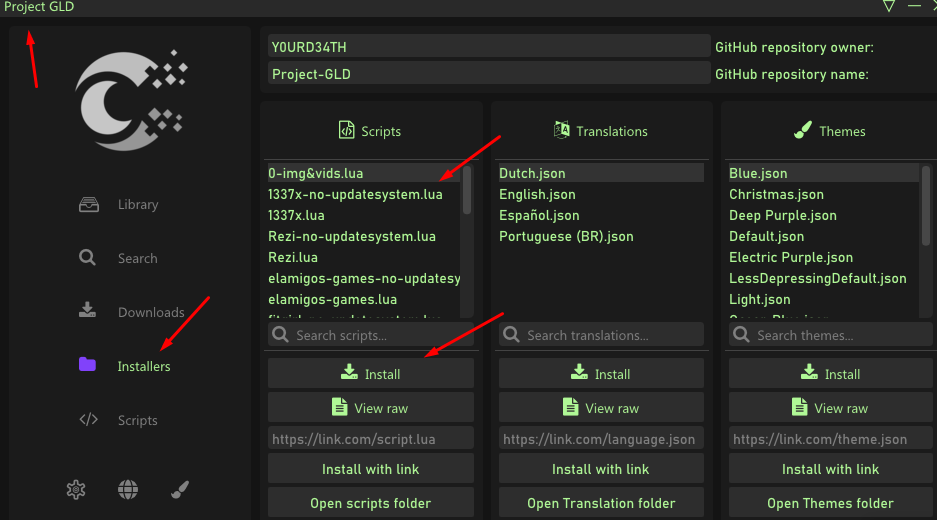 Project GLD
Library
Search
Downloads
Installers
Scripts
Y0URD34TH GitHub repository owner:
Project-GLD GitHub repository name:
Scripts
0-img&vids.lua
1337x-no-updatesystem.lua
1337x.lua
Rezi-no-updatesystem.lua
Rezi.lua
elamigos-games-no-updatesy
elamigos-games.lua
Search scripts...
Install
View raw
https://link.com/script.lua
Install with link
Open scripts folder
Translations
Dutch.json
English.json
Español.json
Portuguese (BR).json
Search translations...
Install
View raw
https://link.com/language.json
Install with link
Open Translation folder
Themes
Blue.json
Christmas.json
Deep Purple.json
Default.json
Electric Purple.json
LessDepressingDefault.json
Light.json
Search themes...
Install
View raw
https://link.com/theme.json
Install with link
Open Themes folder